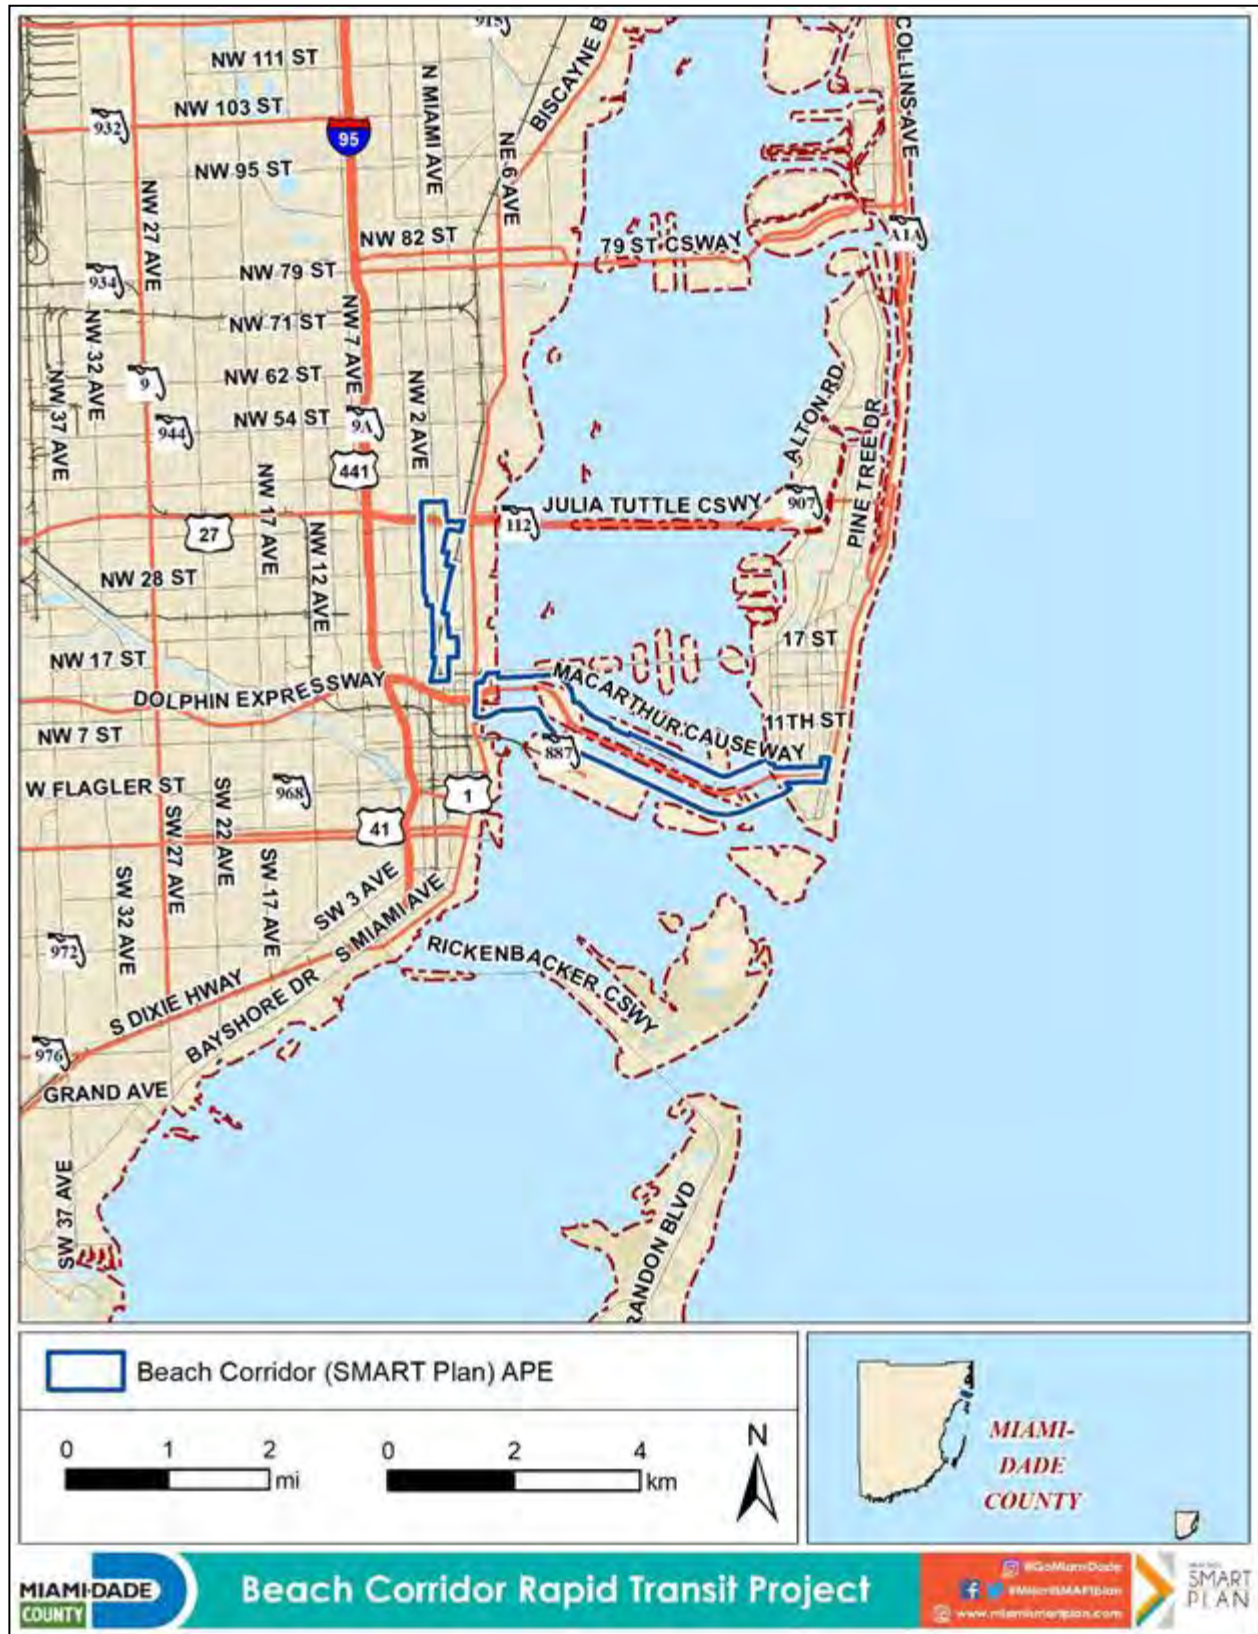 915
BISCAYNE B
COLLINS AVE
NW 111 ST
N MIAMI AVE
NW 103 ST
932
95
NE 6 AVE
NW 95 ST
NW 27 AVE
NW 82 ST
79 ST CSWAY
A1A
NW 79 ST
934
NW 7 AVE
NW 71 ST
NW 32 AVE
NW 37 AVE
NW 62 ST
9
NW 2 AVE
ALTON RD
NW 54 ST
944
9A
PINE TREE DR
441
NW 17 AVE
JULIA TUTTLE CSWY
907
27
112
NW 12 AVE
NW 28 ST
17 ST
NW 17 ST
DOLPHIN EXPRESSWAY
MACARTHUR CAUSEWAY
11TH ST
NW 7 ST
887
W FLAGLER ST
968
1
SW 27 AVE
SW 22 AVE
41
SW 32 AVE
SW 17 AVE
SW 3 AVE
S MIAMI AVE
972
RICKENBACKER CSWY
S DIXIE HWAY
BAYSHORE DR
976
GRAND AVE
SW 37 AVE
RANDON BLVD
Beach Corridor (SMART Plan) APE
0 1 2 mi
0 2 4 km
N
MIAMI-
DADE
COUNTY
MIAMI-DADE
COUNTY
Beach Corridor Rapid Transit Project
@GoMiamiDade
#MiamiSMARTplan
www.miamismartplan.com
SMART
PLAN